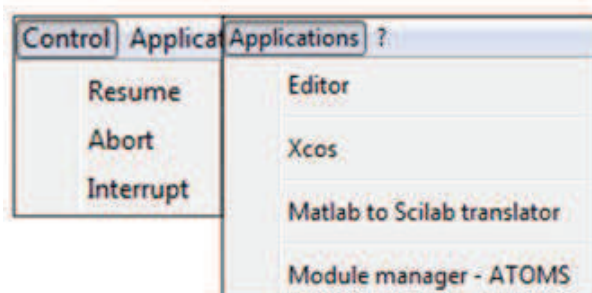 Control Applicat
Resume
Abort
Interrupt
Applications ?
Editor
Xcos
Matlab to Scilab translator
Module manager - ATOMS